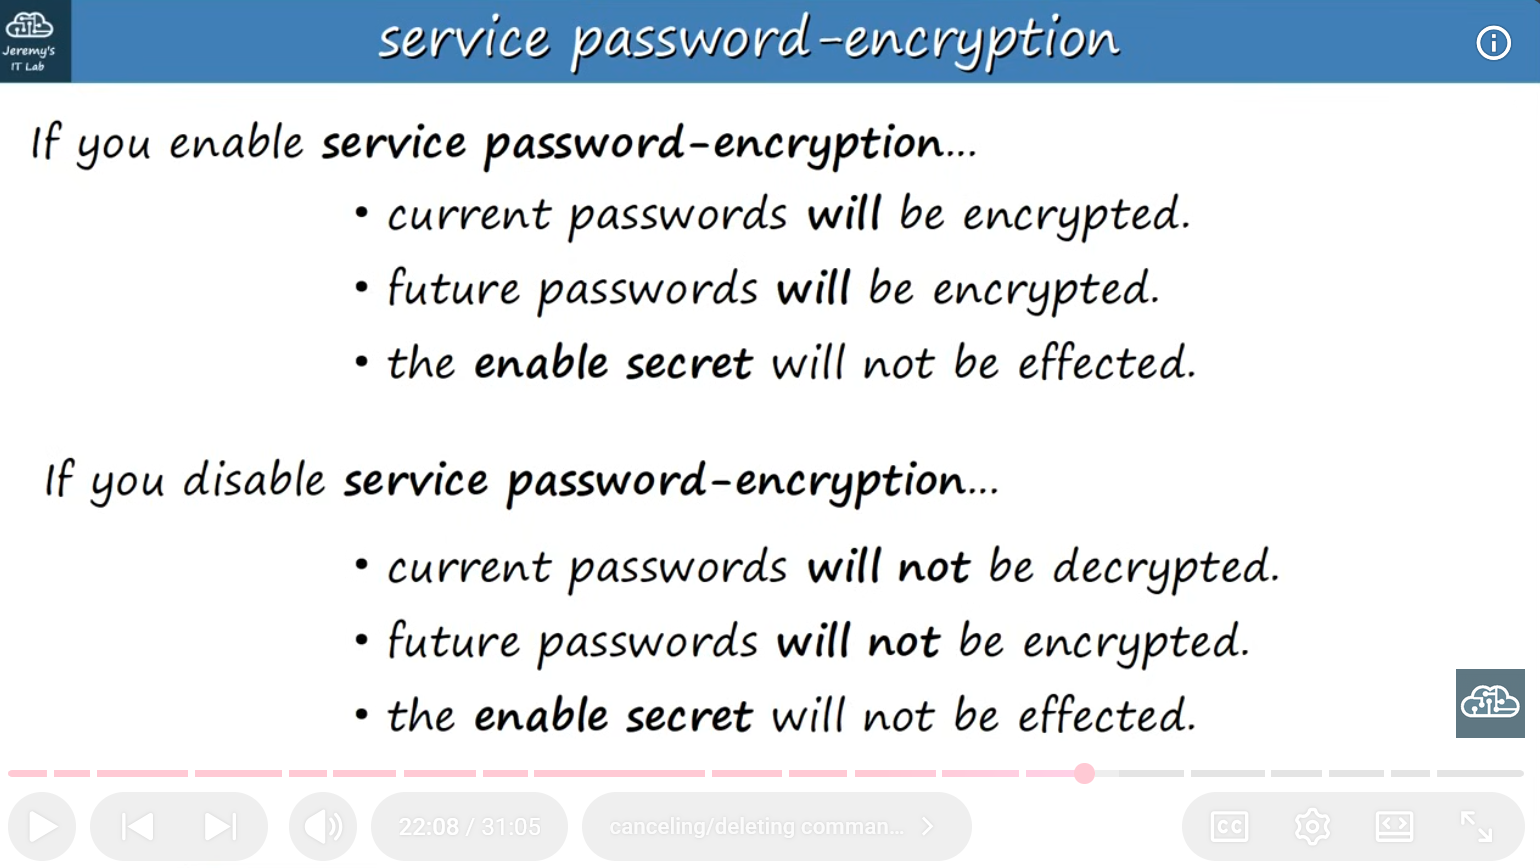 Jeremy's
IT Lab
service password-encryption
If you enable service password-encryption...
• current passwords will be encrypted.
• future passwords will be encrypted.
• the enable secret will not be effected.
If you disable service password-encryption...
• current passwords will not be decrypted.
• future passwords will not be encrypted.
• the enable secret will not be effected.
22:08 / 31:05
canceling/deleting comman...
CC